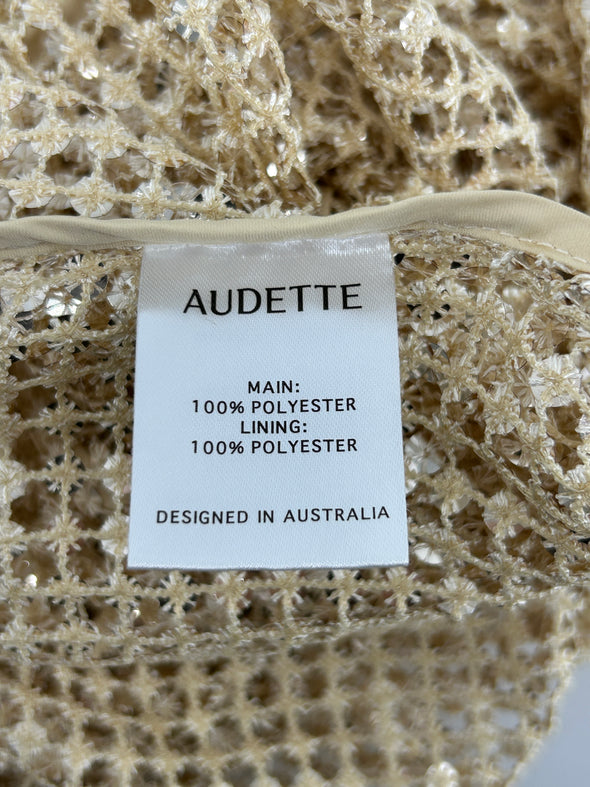 AUDETTE
MAIN:
100% POLYESTER
LINING:
100% POLYESTER
DESIGNED IN AUSTRALIA